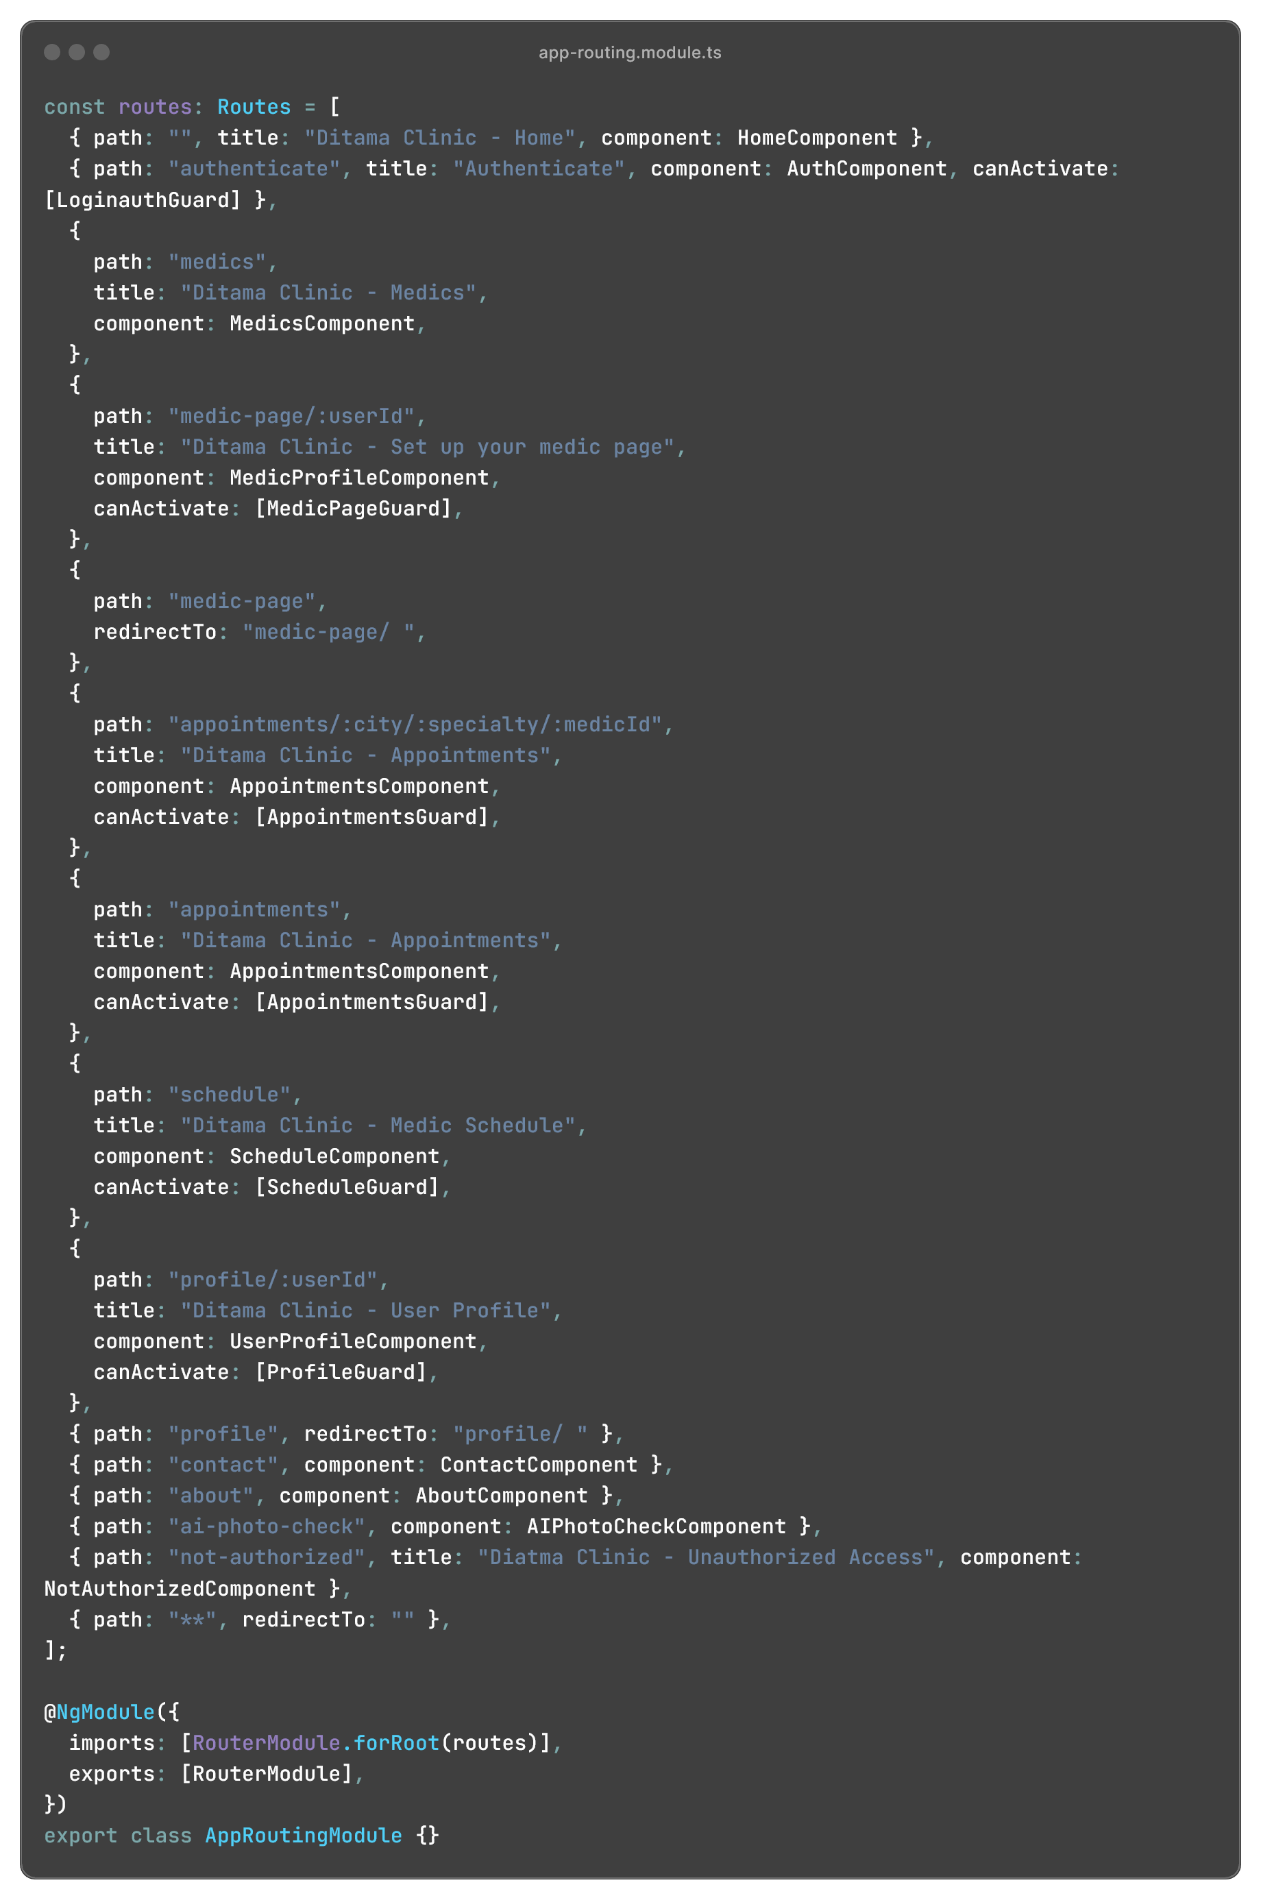 app-routing.module.ts
const routes: Routes = [
  { path: "", title: "Ditama Clinic - Home", component: HomeComponent },
  { path: "authenticate", title: "Authenticate", component: AuthComponent, canActivate:
[LoginauthGuard] },
  {
    path: "medics",
    title: "Ditama Clinic - Medics",
    component: MedicsComponent,
  },
  {
    path: "medic-page/:userId",
    title: "Ditama Clinic - Set up your medic page",
    component: MedicProfileComponent,
    canActivate: [MedicPageGuard],
  },
  {
    path: "medic-page",
    redirectTo: "medic-page/ ",
  },
  {
    path: "appointments/:city/:specialty/:medicId",
    title: "Ditama Clinic - Appointments",
    component: AppointmentsComponent,
    canActivate: [AppointmentsGuard],
  },
  {
    path: "appointments",
    title: "Ditama Clinic - Appointments",
    component: AppointmentsComponent,
    canActivate: [AppointmentsGuard],
  },
  {
    path: "schedule",
    title: "Ditama Clinic - Medic Schedule",
    component: ScheduleComponent,
    canActivate: [ScheduleGuard],
  },
  {
    path: "profile/:userId",
    title: "Ditama Clinic - User Profile",
    component: UserProfileComponent,
    canActivate: [ProfileGuard],
  },
  { path: "profile", redirectTo: "profile/ " },
  { path: "contact", component: ContactComponent },
  { path: "about", component: AboutComponent },
  { path: "ai-photo-check", component: AIPhotoCheckComponent },
  { path: "not-authorized", title: "Diatma Clinic - Unauthorized Access", component:
NotAuthorizedComponent },
  { path: "**", redirectTo: "" },
];

@NgModule({
  imports: [RouterModule.forRoot(routes)],
  exports: [RouterModule],
})
export class AppRoutingModule {}